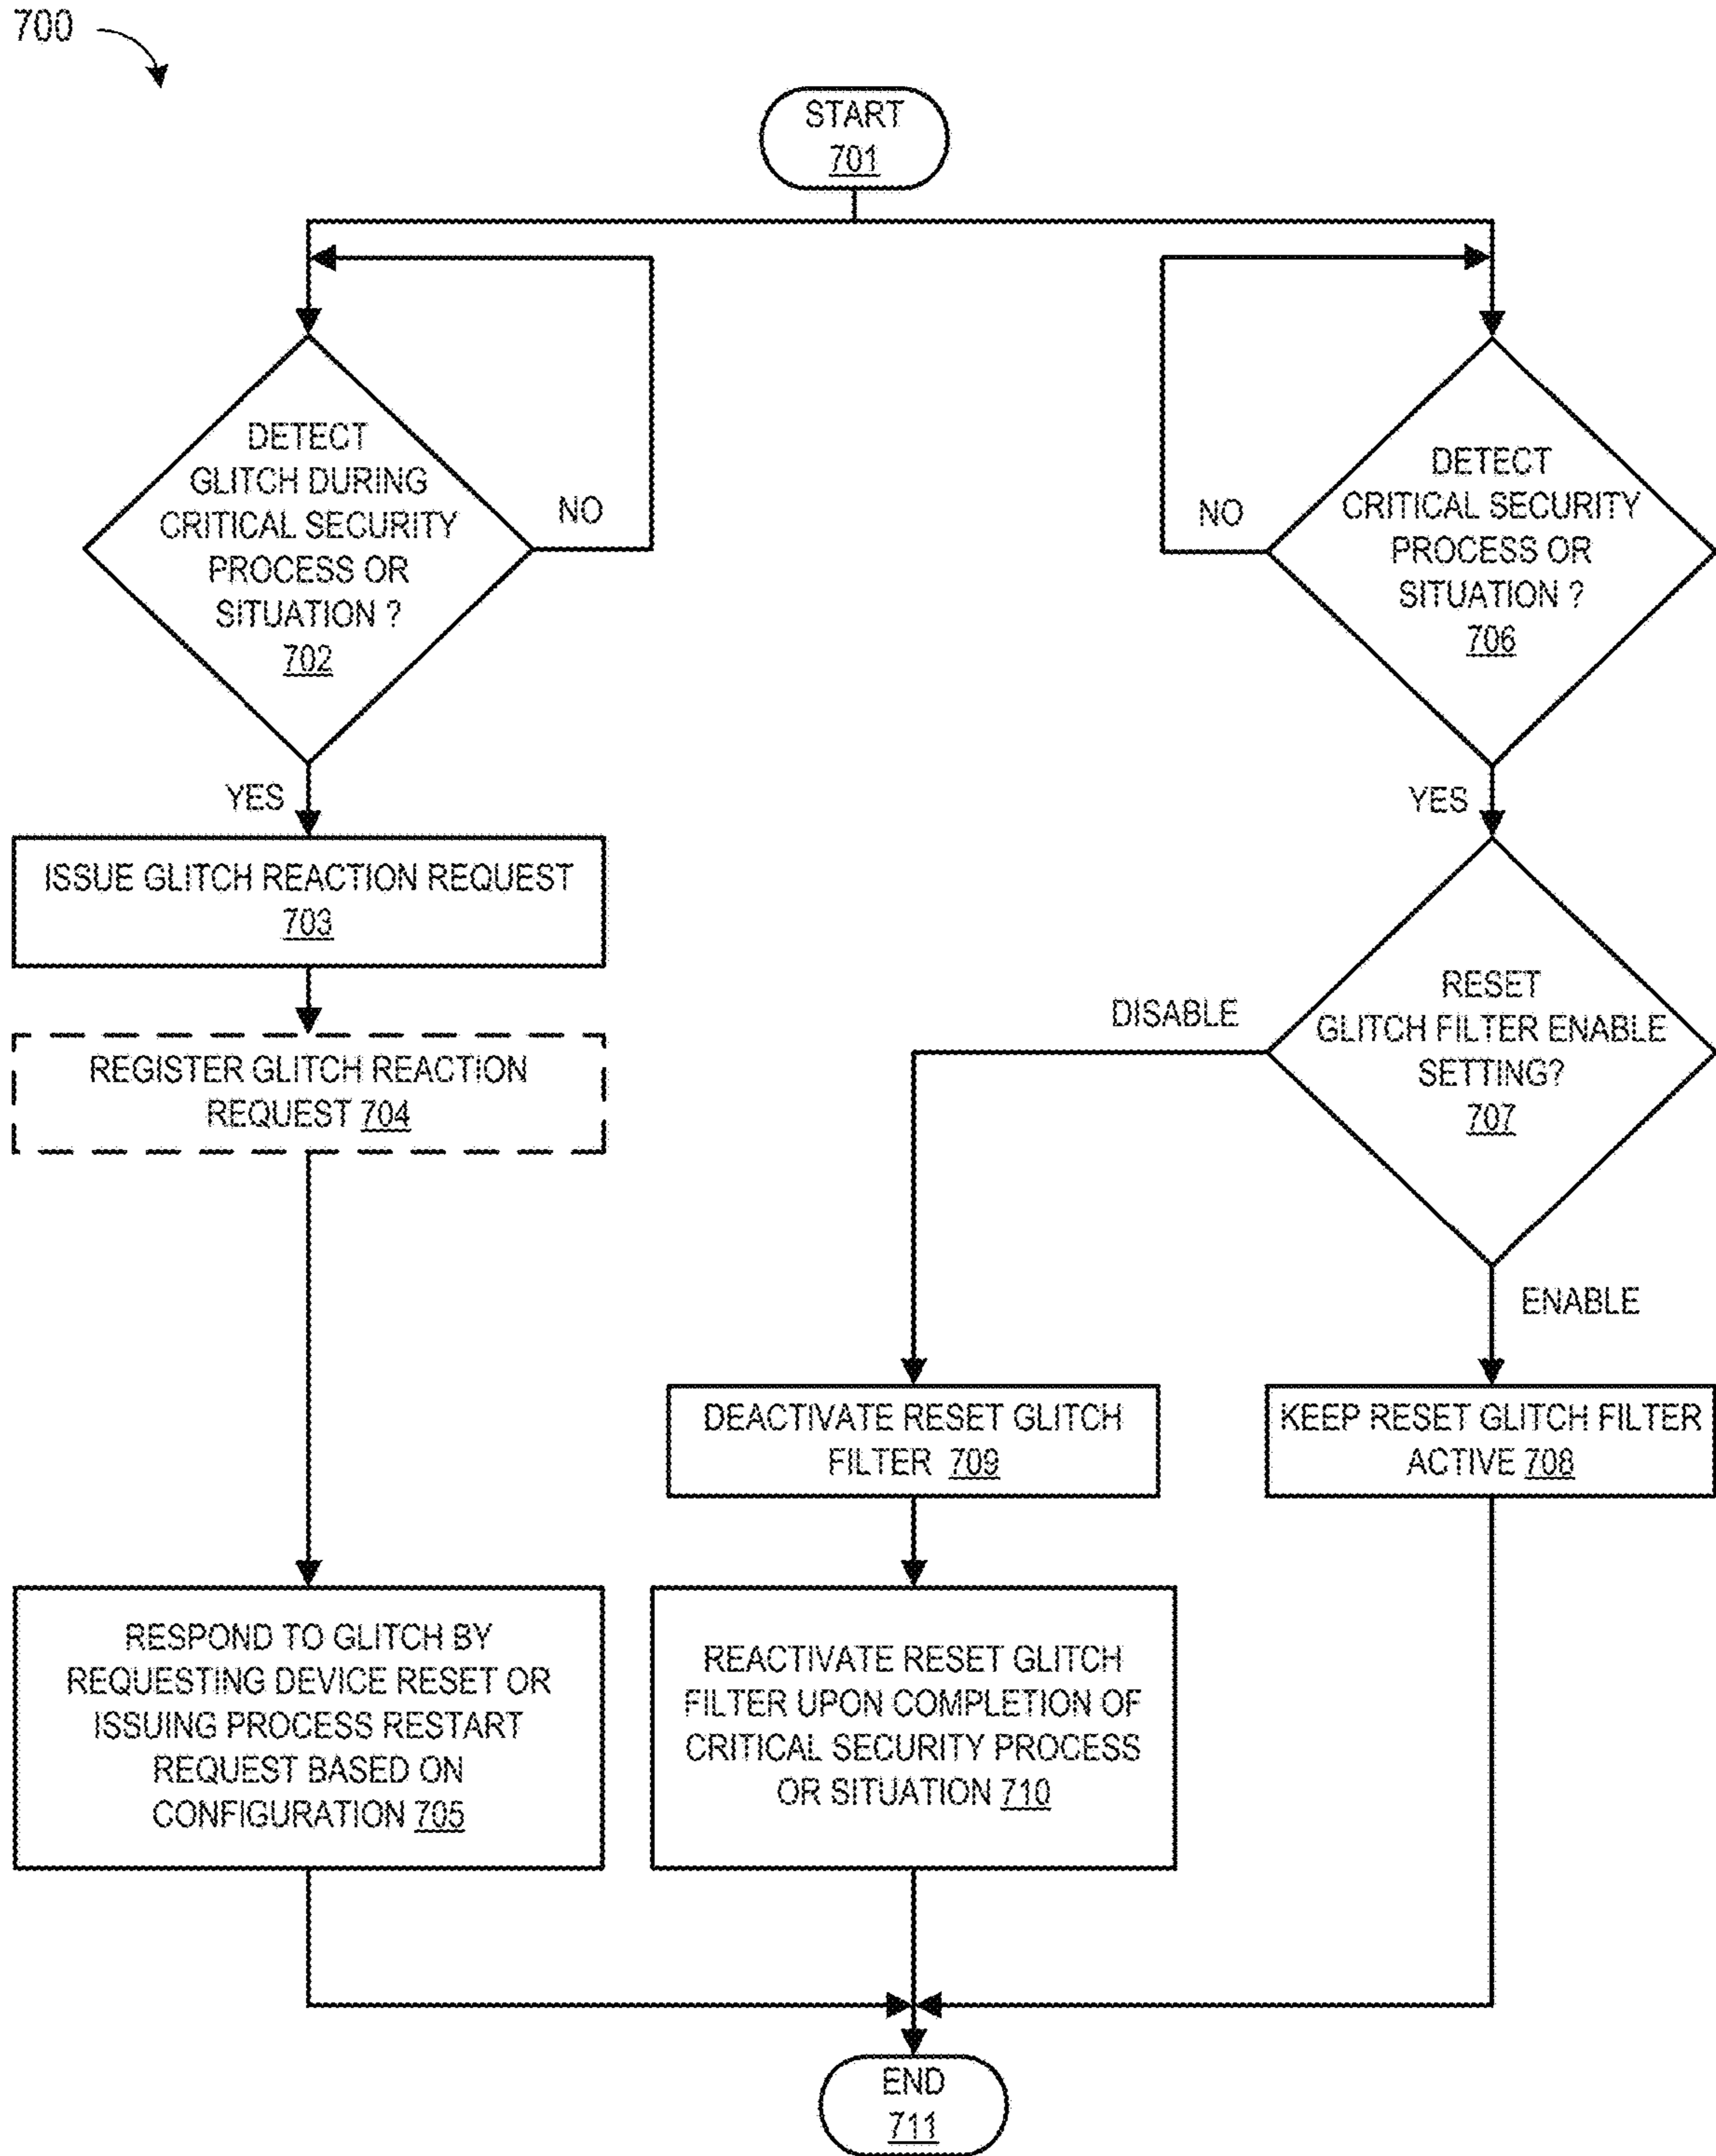 700
START
701
DETECT
GLITCH DURING
CRITICAL SECURITY
PROCESS OR
SITUATION ?
702
NO
DETECT
CRITICAL SECURITY
PROCESS OR
SITUATION ?
706
NO
YES
YES
ISSUE GLITCH REACTION REQUEST
703
REGISTER GLITCH REACTION
REQUEST 704
RESET
GLITCH FILTER ENABLE
SETTING?
707
DISABLE
ENABLE
DEACTIVATE RESET GLITCH
FILTER 709
KEEP RESET GLITCH FILTER
ACTIVE 708
RESPOND TO GLITCH BY
REQUESTING DEVICE RESET OR
ISSUING PROCESS RESTART
REQUEST BASED ON
CONFIGURATION 705
REACTIVATE RESET GLITCH
FILTER UPON COMPLETION OF
CRITICAL SECURITY PROCESS
OR SITUATION 710
END
711